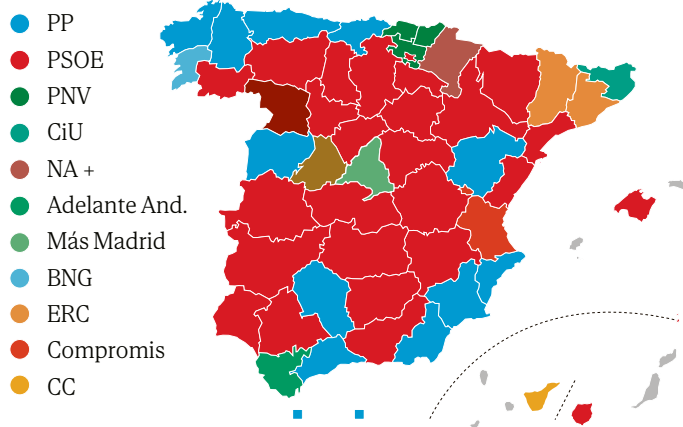 PP
PSOE
PNV
CiU
NA +
Adelante And.
Más Madrid
BNG
ERC
Compromis
CC